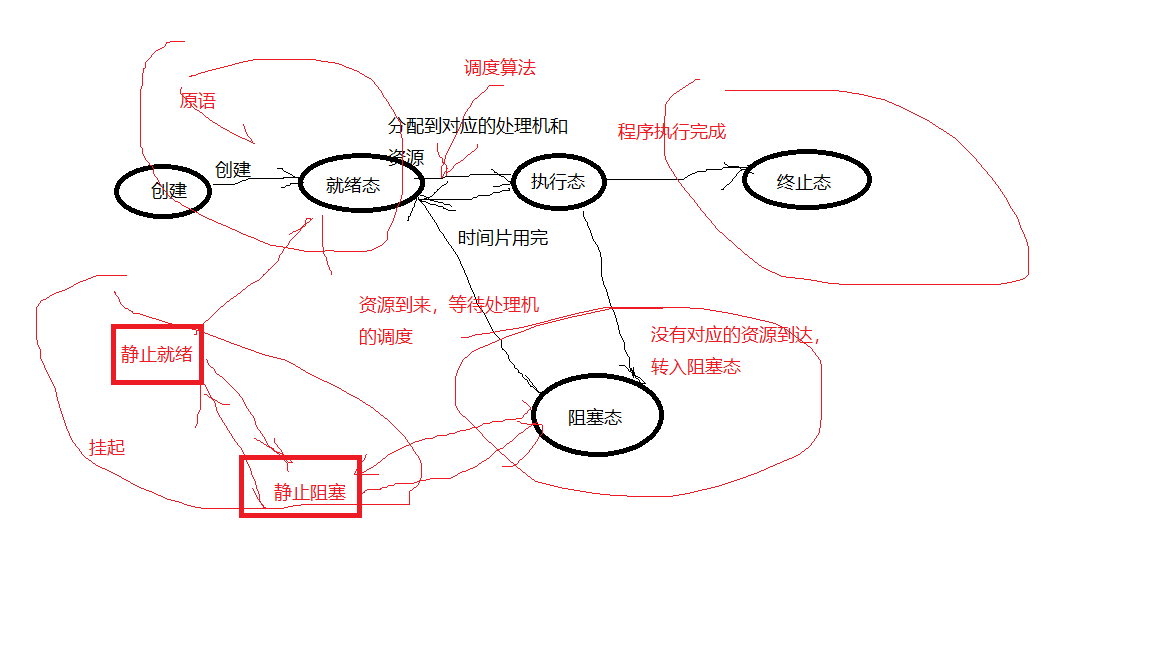 调度算法
原语
分配到对应的处理机和
资源
程序执行完成
创建
创建
就绪态
执行态
终止态
时间片用完
资源到来，等待处理机
的调度
没有对应的资源到达，
转入阻塞态
静止就绪
阻塞态
挂起
静止阻塞